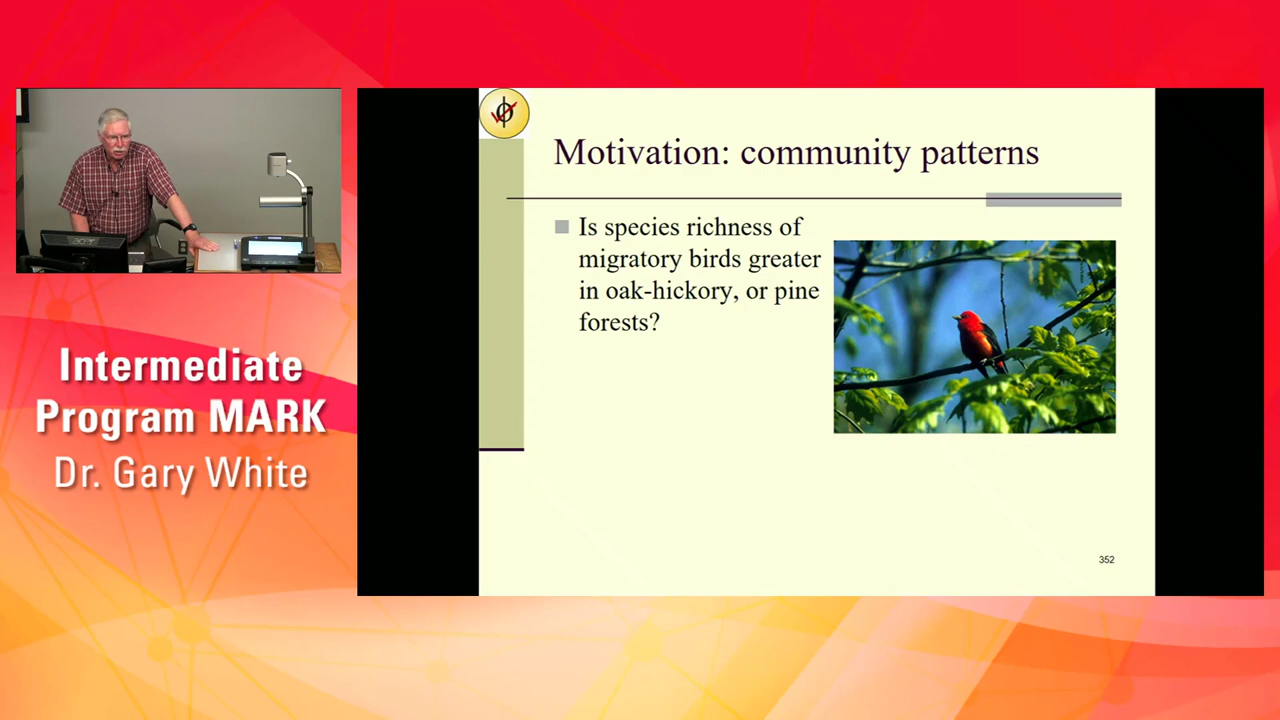 Motivation: community patterns
Is species richness of
migratory birds greater
in oak-hickory, or pine
forests?
352
Intermediate
Program MARK
Dr. Gary White
acer